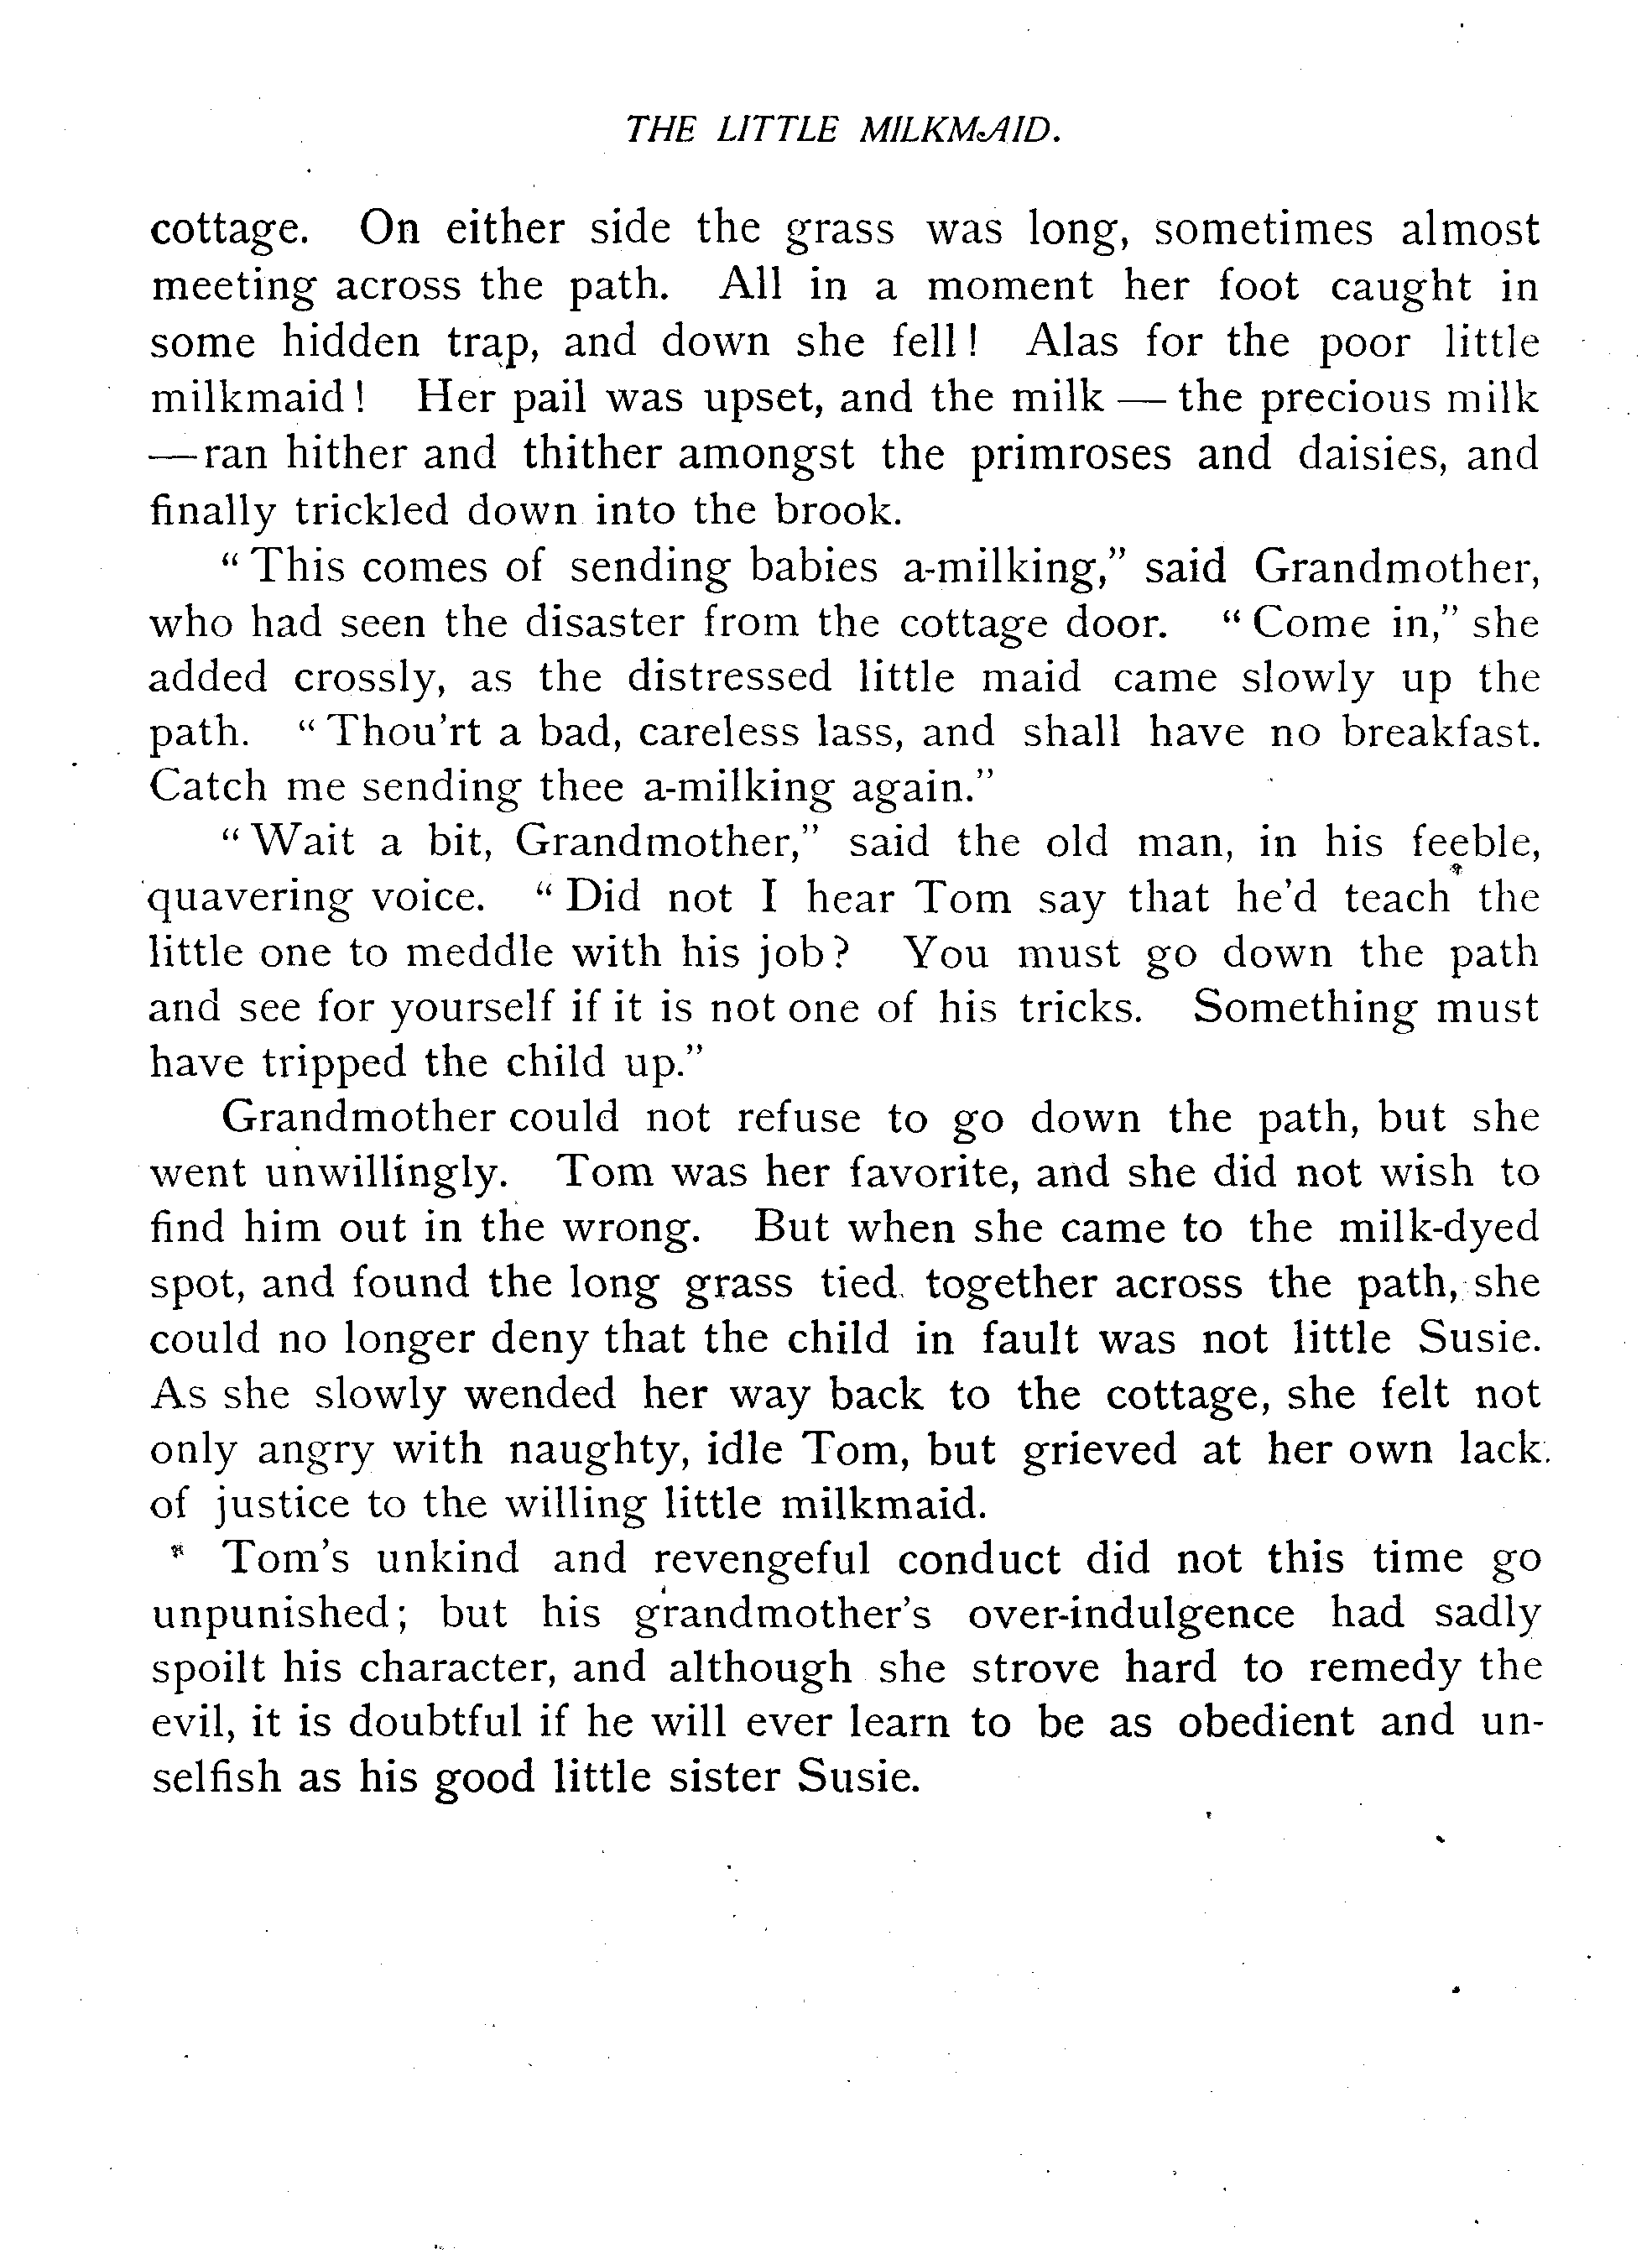 THE LITTLE MILKMAID.
cottage. On either side the grass was long, sometimes almost
meeting across the path. All in a moment her foot caught in
some hidden trap, and down she fell! Alas for the poor little
milkmaid! Her pail was upset, and the milk — the precious milk
—ran hither and thither amongst the primroses and daisies, and
finally trickled down into the brook.
"This comes of sending babies a-milking," said Grandmother,
who had seen the disaster from the cottage door. "Come in," she
added crossly, as the distressed little maid came slowly up the
path. "Thou'rt a bad, careless lass, and shall have no breakfast.
Catch me sending thee a-milking again."
"Wait a bit, Grandmother," said the old man, in his feeble,
quavering voice. "Did not I hear Tom say that he'd teach the
little one to meddle with his job? You must go down the path
and see for yourself if it is not one of his tricks. Something must
have tripped the child up."
Grandmother could not refuse to go down the path, but she
went unwillingly. Tom was her favorite, and she did not wish to
find him out in the wrong. But when she came to the milk-dyed
spot, and found the long grass tied together across the path, she
could no longer deny that the child in fault was not little Susie.
As she slowly wended her way back to the cottage, she felt not
only angry with naughty, idle Tom, but grieved at her own lack
of justice to the willing little milkmaid.
Tom's unkind and revengeful conduct did not this time go
unpunished; but his grandmother's over-indulgence had sadly
spoilt his character, and although she strove hard to remedy the
evil, it is doubtful if he will ever learn to be as obedient and un-
selfish as his good little sister Susie.